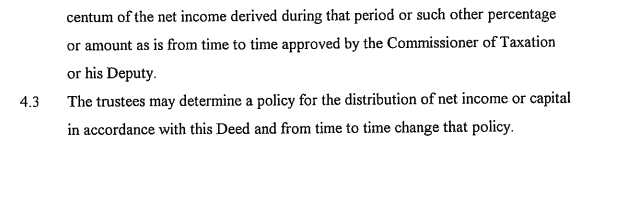 centum of the net income derived during that period or such other percentage
or amount as is from time to time approved by the Commissioner of Taxation
or his Deputy.
4.3 The trustees may determine a policy for the distribution of net income or capital
in accordance with this Deed and from time to time change that policy.